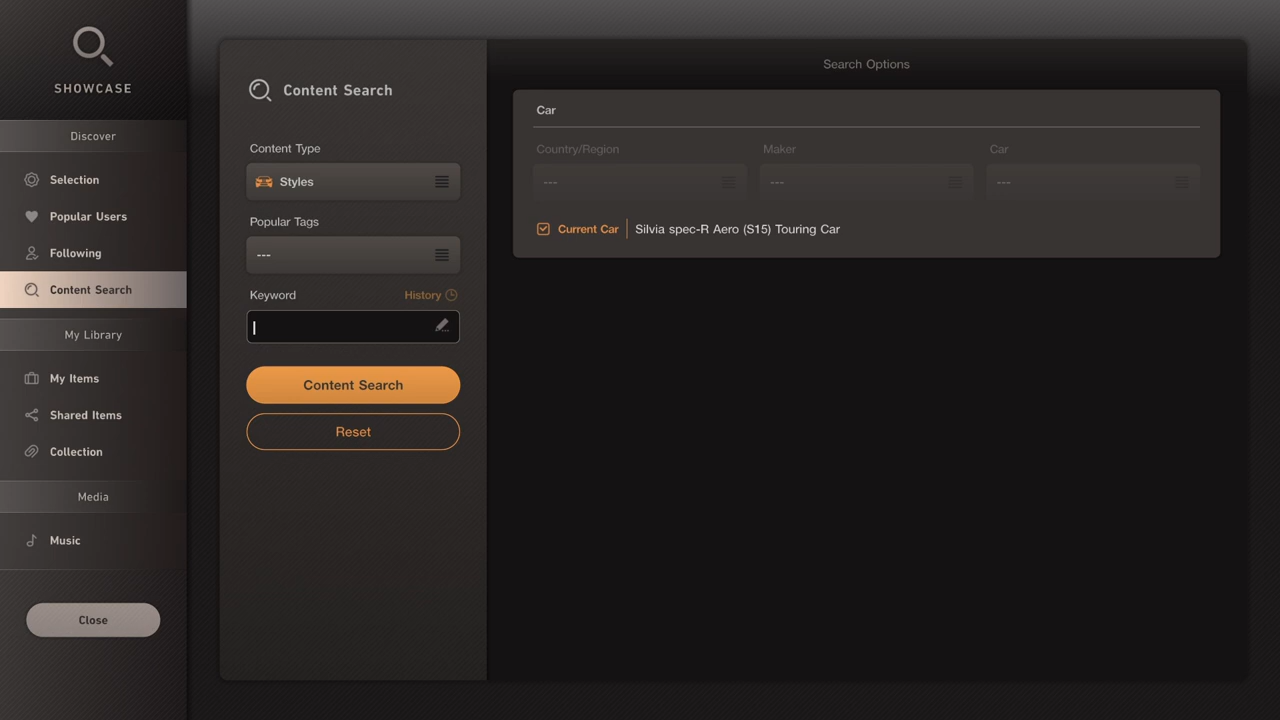 SHOWCASE
Discover
Selection
Popular Users
Following
Content Search
My Library
My Items
Shared Items
Collection
Media
Music
Close
Content Search
Content Type
Styles
Popular Tags
---
Keyword History
Content Search
Reset
Search Options
Car
Country/Region Maker Car
--- --- ---
Current Car Silvia spec-R Aero (S15) Touring Car